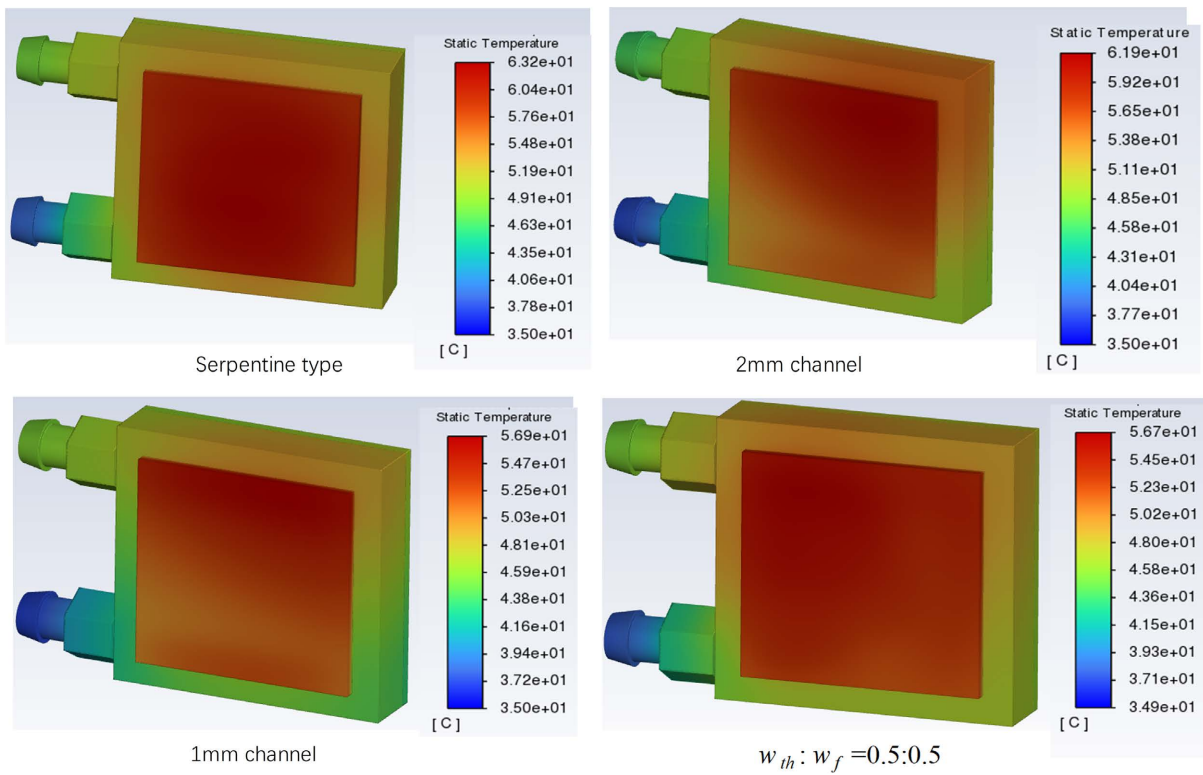 Static Temperature
6.32e+01
6.04e+01
5.76e+01
5.48e+01
5.19e+01
4.91e+01
4.63e+01
4.35e+01
4.06e+01
3.78e+01
3.50e+01
[ C ]
Serpentine type
Static Temperature
6.19e+01
5.92e+01
5.65e+01
5.38e+01
5.11e+01
4.85e+01
4.58e+01
4.31e+01
4.04e+01
3.77e+01
3.50e+01
[ C ]
2mm channel
Static Temperature
5.69e+01
5.47e+01
5.25e+01
5.03e+01
4.81e+01
4.59e+01
4.38e+01
4.16e+01
3.94e+01
3.72e+01
3.50e+01
[ C ]
1mm channel
Static Temperature
5.67e+01
5.45e+01
5.23e+01
5.02e+01
4.80e+01
4.58e+01
4.36e+01
4.15e+01
3.93e+01
3.71e+01
3.49e+01
[ C ]
w_th : w_f =0.5:0.5